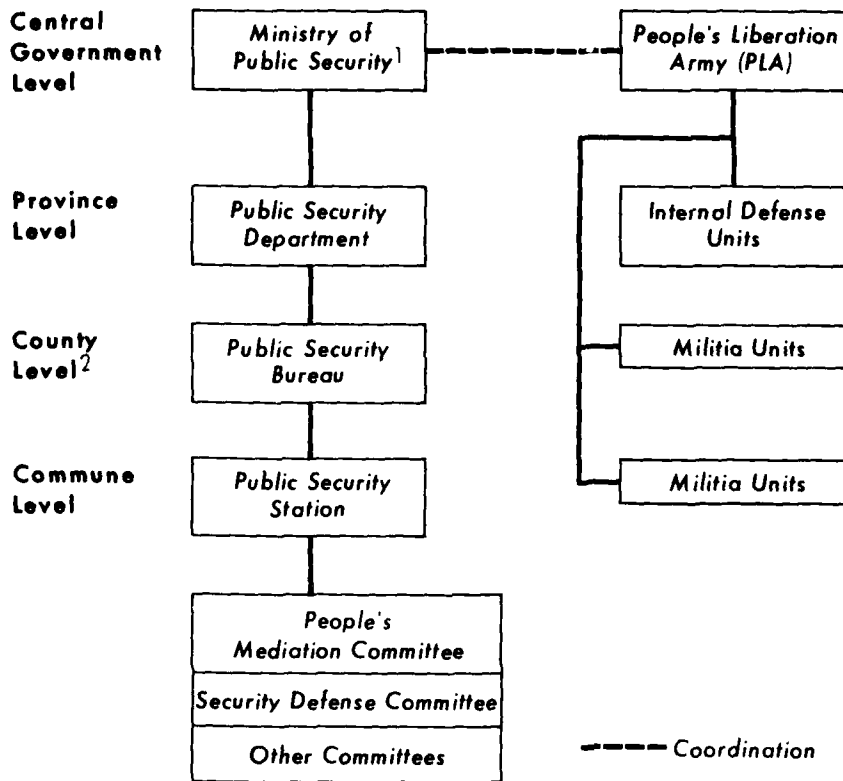 Central
Government
Level
Ministry of
Public Security1
People's Liberation
Army (PLA)
Province
Level
Public Security
Department
Internal Defense
Units
County
Level2
Public Security
Bureau
Militia Units
Commune
Level
Public Security
Station
Militia Units
People's
Mediation Committee
Security Defense Committee
Other Committees
Coordination